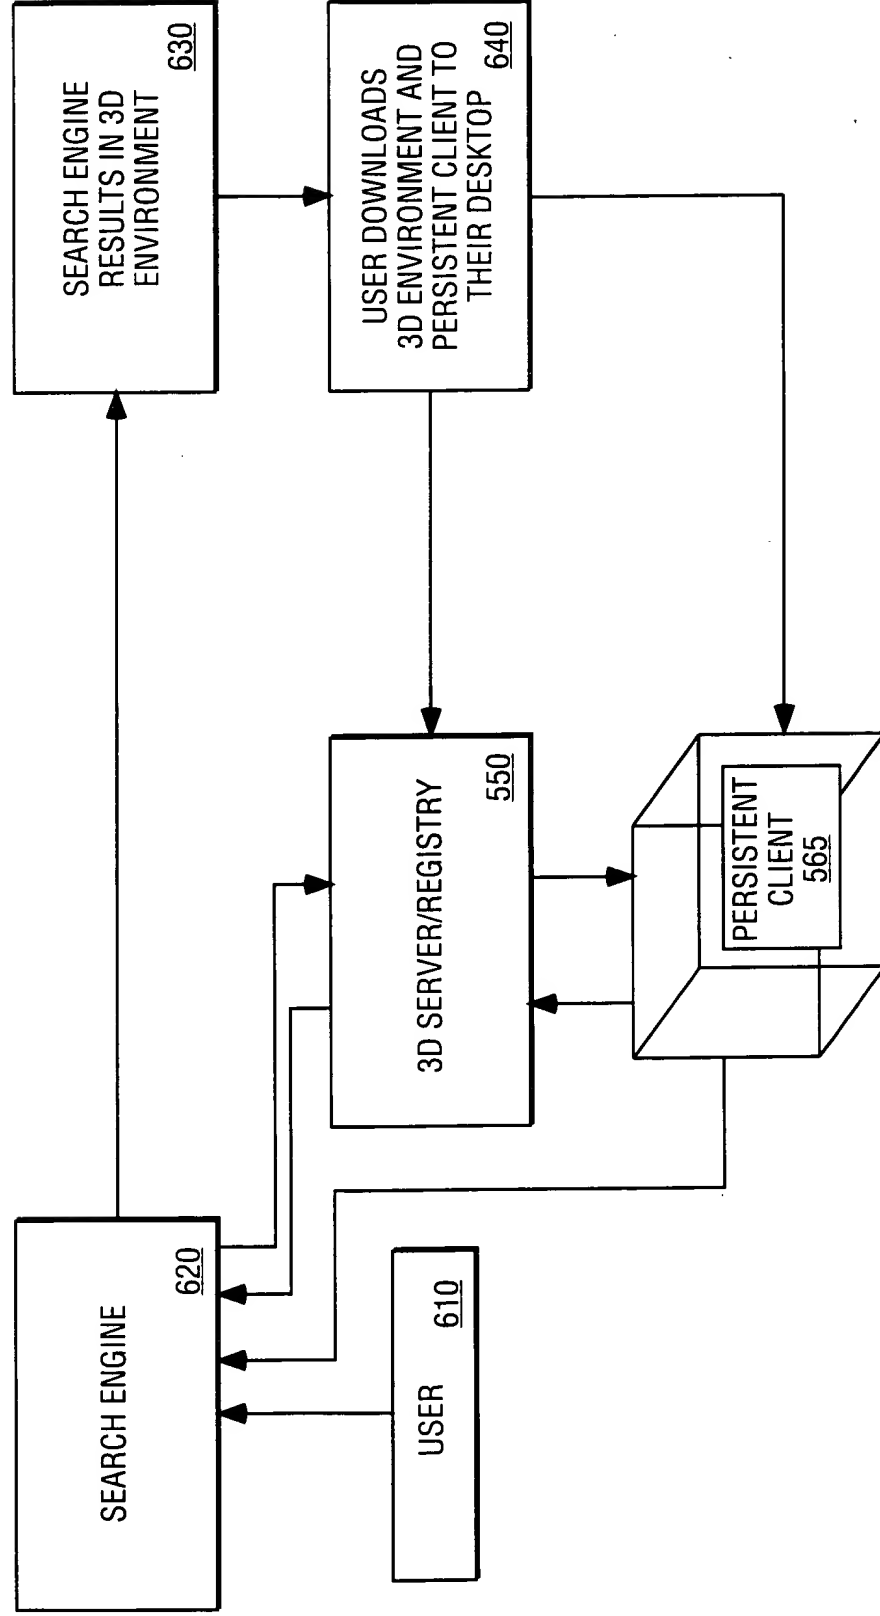 SEARCH ENGINE
620
USER
610
3D SERVER/REGISTRY
550
PERSISTENT
CLIENT
565
SEARCH ENGINE
RESULTS IN 3D
ENVIRONMENT
630
USER DOWNLOADS
3D ENVIRONMENT AND
PERSISTENT CLIENT TO
THEIR DESKTOP
640